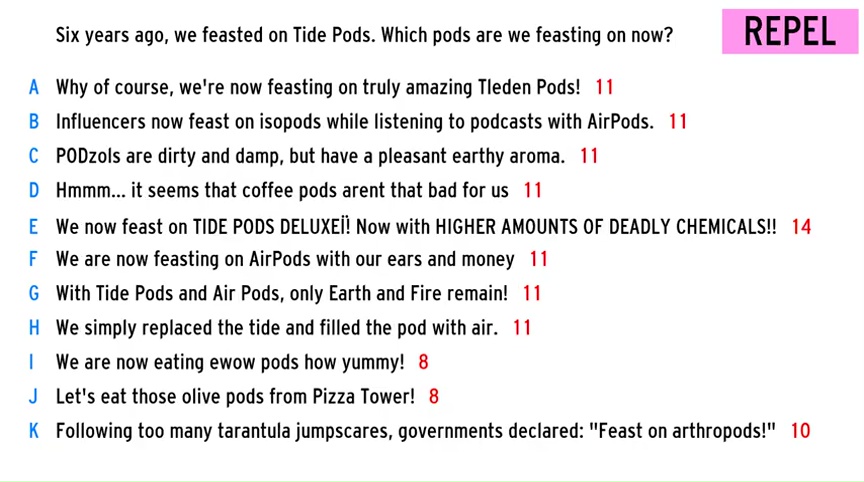 Six years ago, we feasted on Tide Pods. Which pods are we feasting on now?
REPEL
A Why of course, we're now feasting on truly amazing Tleden Pods! 11
B Influencers now feast on isopods while listening to podcasts with AirPods. 11
C PODzols are dirty and damp, but have a pleasant earthy aroma. 11
D Hmmm... it seems that coffee pods arent that bad for us 11
E We now feast on TIDE PODS DELUXEÏ! Now with HIGHER AMOUNTS OF DEADLY CHEMICALS!! 14
F We are now feasting on AirPods with our ears and money 11
G With Tide Pods and Air Pods, only Earth and Fire remain! 11
H We simply replaced the tide and filled the pod with air. 11
I We are now eating ewow pods how yummy! 8
J Let's eat those olive pods from Pizza Tower! 8
K Following too many tarantula jumpscares, governments declared: "Feast on arthropods!" 10